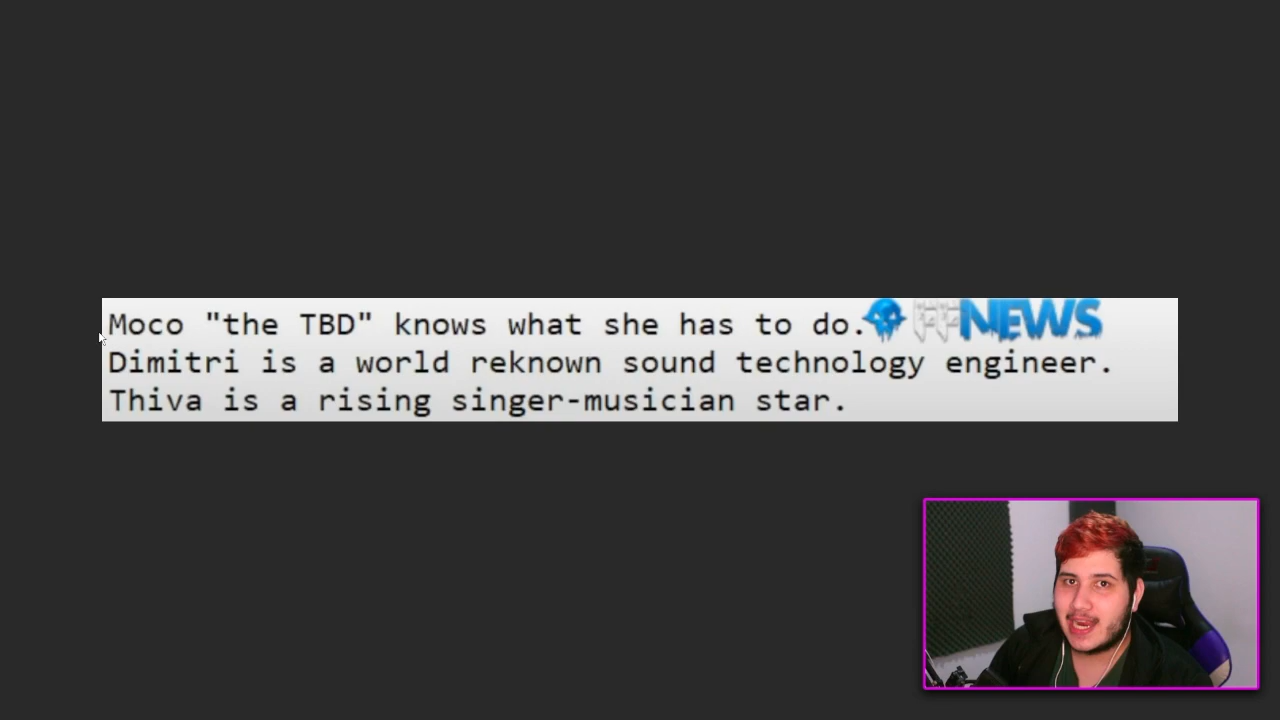 Moco "the TBD" knows what she has to do.
FF NEWS
Dimitri is a world reknown sound technology engineer.
Thiva is a rising singer-musician star.